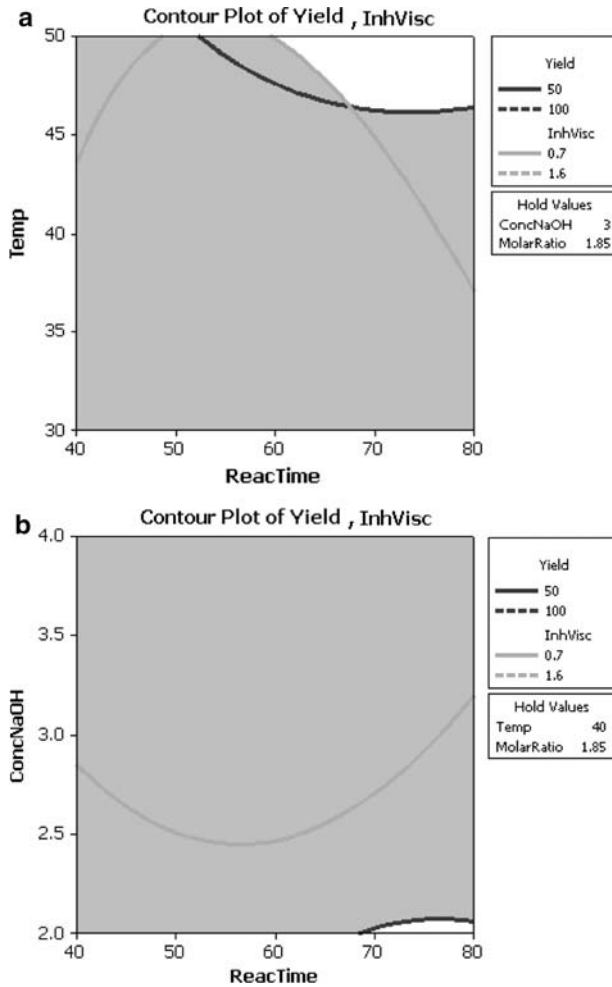 a
Contour Plot of Yield , InhVisc
50
45
40
35
30
Temp
40 50 60 70 80
ReacTime
Yield
50
100
InhVisc
0.7
1.6
Hold Values
ConcNaOH 3
MolarRatio 1.85
b
Contour Plot of Yield , InhVisc
4.0
3.5
3.0
2.5
2.0
ConcNaOH
40 50 60 70 80
ReacTime
Yield
50
100
InhVisc
0.7
1.6
Hold Values
Temp 40
MolarRatio 1.85